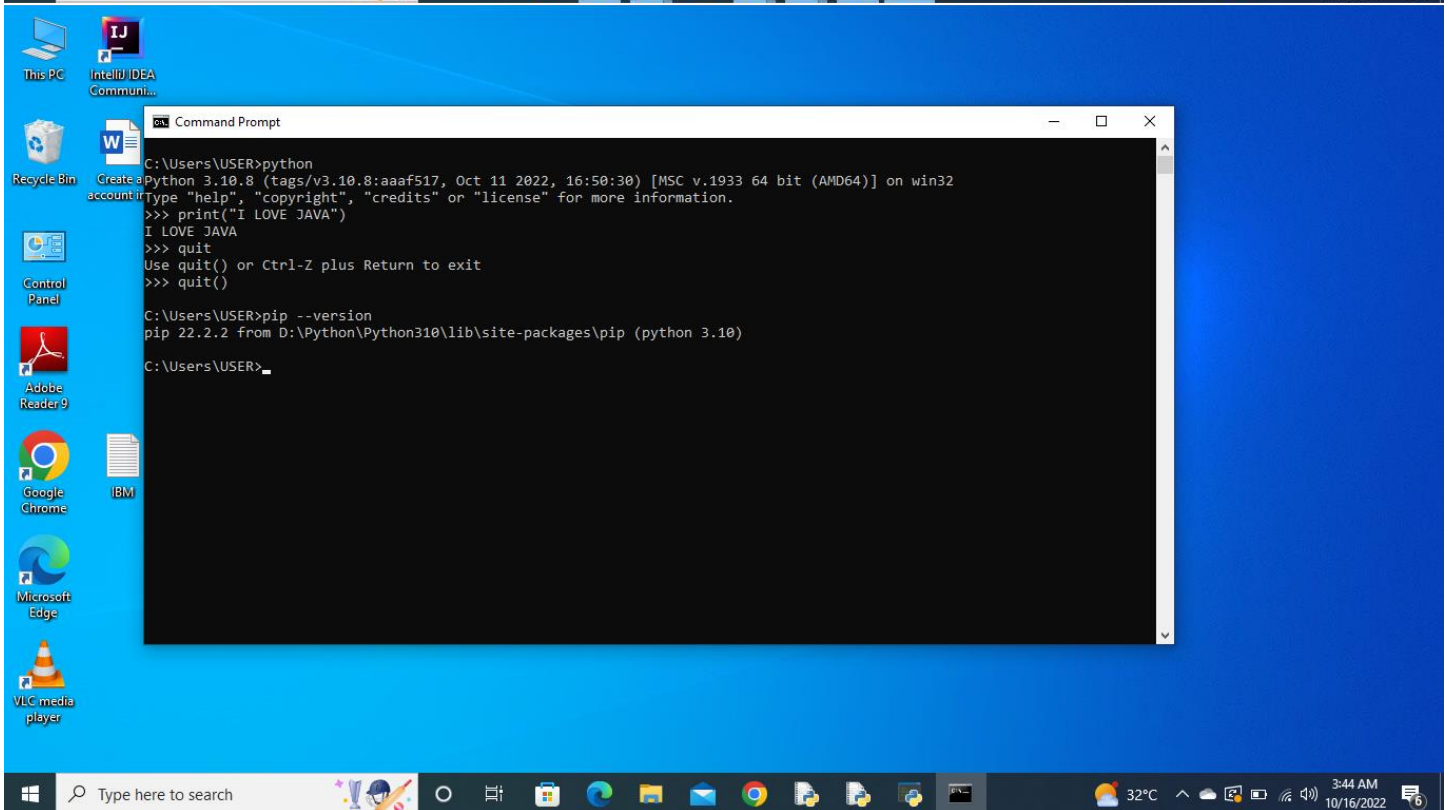 This PC
IntelliJ IDEA
Communi...
Command Prompt
Recycle Bin
Create a
account i
C:\Users\USER>python
Python 3.10.8 (tags/v3.10.8:aaaf517, Oct 11 2022, 16:50:30) [MSC v.1933 64 bit (AMD64)] on win32
Type "help", "copyright", "credits" or "license" for more information.
>>> print("I LOVE JAVA")
I LOVE JAVA
>>> quit
Use quit() or Ctrl-Z plus Return to exit
>>> quit()
C:\Users\USER>pip --version
pip 22.2.2 from D:\Python\Python310\lib\site-packages\pip (python 3.10)
C:\Users\USER>
Control
Panel
Adobe
Reader 9
Google
Chrome
IBM
Microsoft
Edge
VLC media
player
Type here to search
32°C
3:44 AM
10/16/2022
6